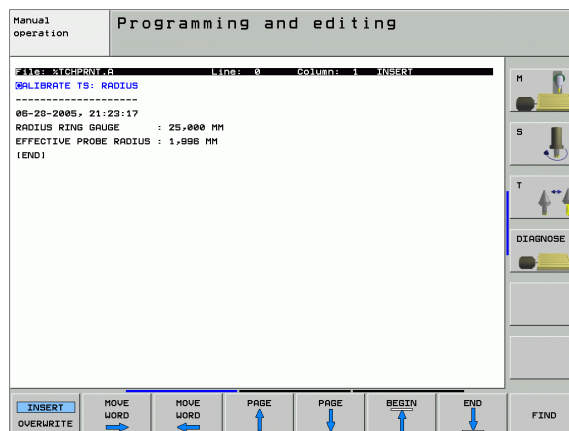 Manual operation
Programming and editing
File: %TCHPRNT.A Line: 0 Column: 1 INSERT
CALIBRATE TS: RADIUS
-------------------
06-28-2005, 21:23:17
RADIUS RING GAUGE : 25,000 MM
EFFECTIVE PROBE RADIUS : 1,996 MM
[END]
M
S
T
DIAGNOSE
INSERT
OVERWRITE
MOVE WORD
MOVE WORD
PAGE
PAGE
BEGIN
END
FIND